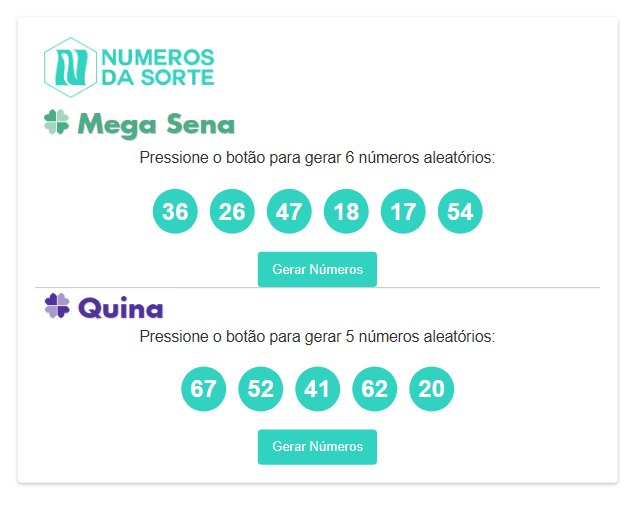 NUMEROS
DA SORTE
Mega Sena
Pressione o botão para gerar 6 números aleatórios:
36 26 47 18 17 54
Gerar Números
Quina
Pressione o botão para gerar 5 números aleatórios:
67 52 41 62 20
Gerar Números